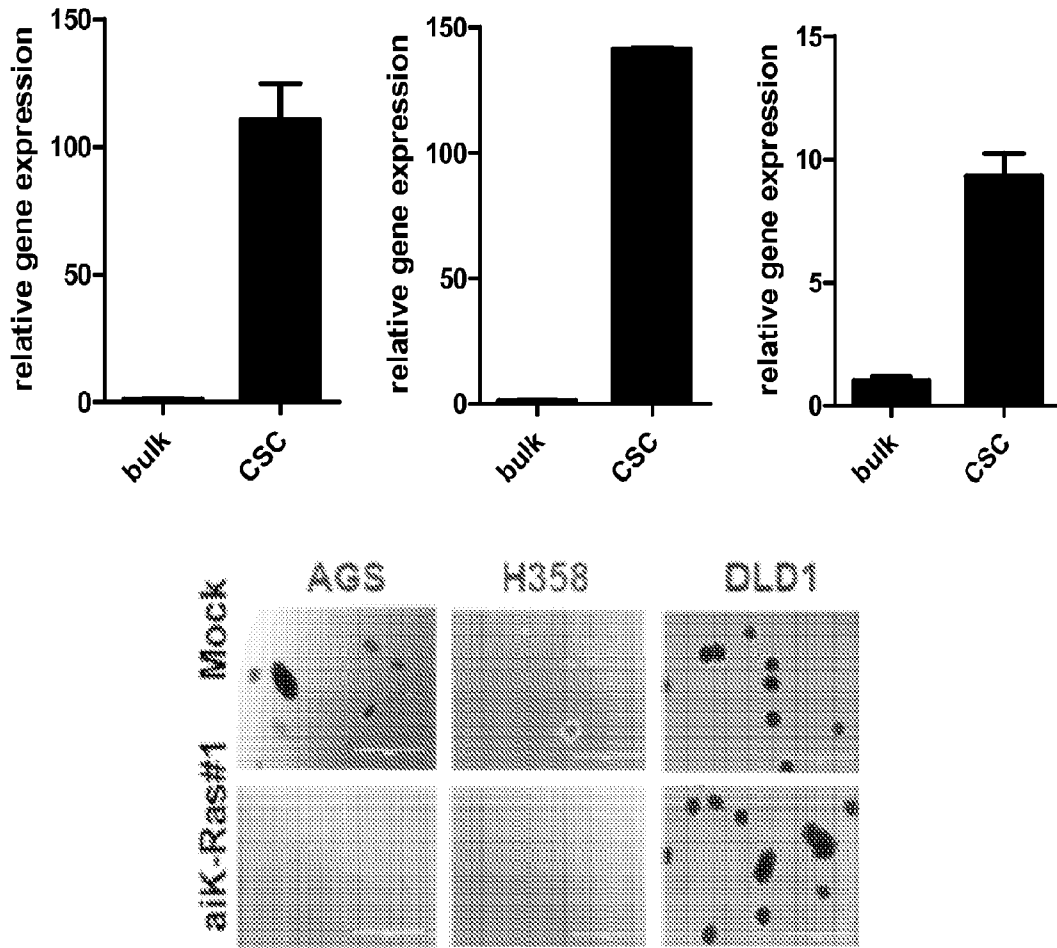 relative gene expression
150
100
50
0
bulk
CSC
relative gene expression
150
100
50
0
bulk
CSC
relative gene expression
15
10
5
0
bulk
CSC
AGS
H358
DLD1
Mock
aiK-Ras#1